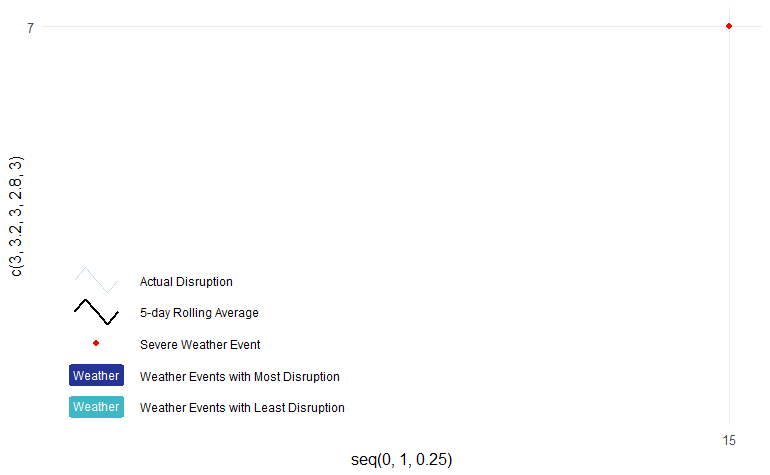 7
c(3, 3.2, 3, 2.8, 3)
Actual Disruption
5-day Rolling Average
Severe Weather Event
Weather Weather Events with Most Disruption
Weather Weather Events with Least Disruption
15
seq(0, 1, 0.25)